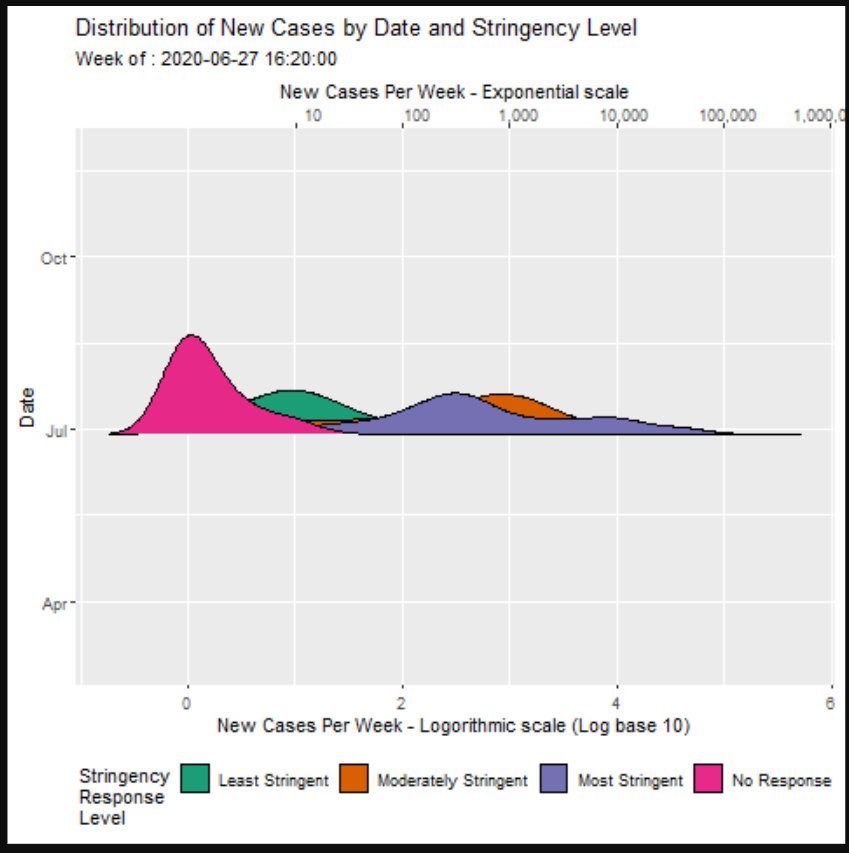 Distribution of New Cases by Date and Stringency Level
Week of : 2020-06-27 16:20:00
New Cases Per Week - Exponential scale
10 100 1,000 10,000 100,000 1,000,0
Date
Oct
Jul
Apr
0 2 4 6
New Cases Per Week - Logorithmic scale (Log base 10)
Stringency
Response
Level
Least Stringent Moderately Stringent Most Stringent No Response